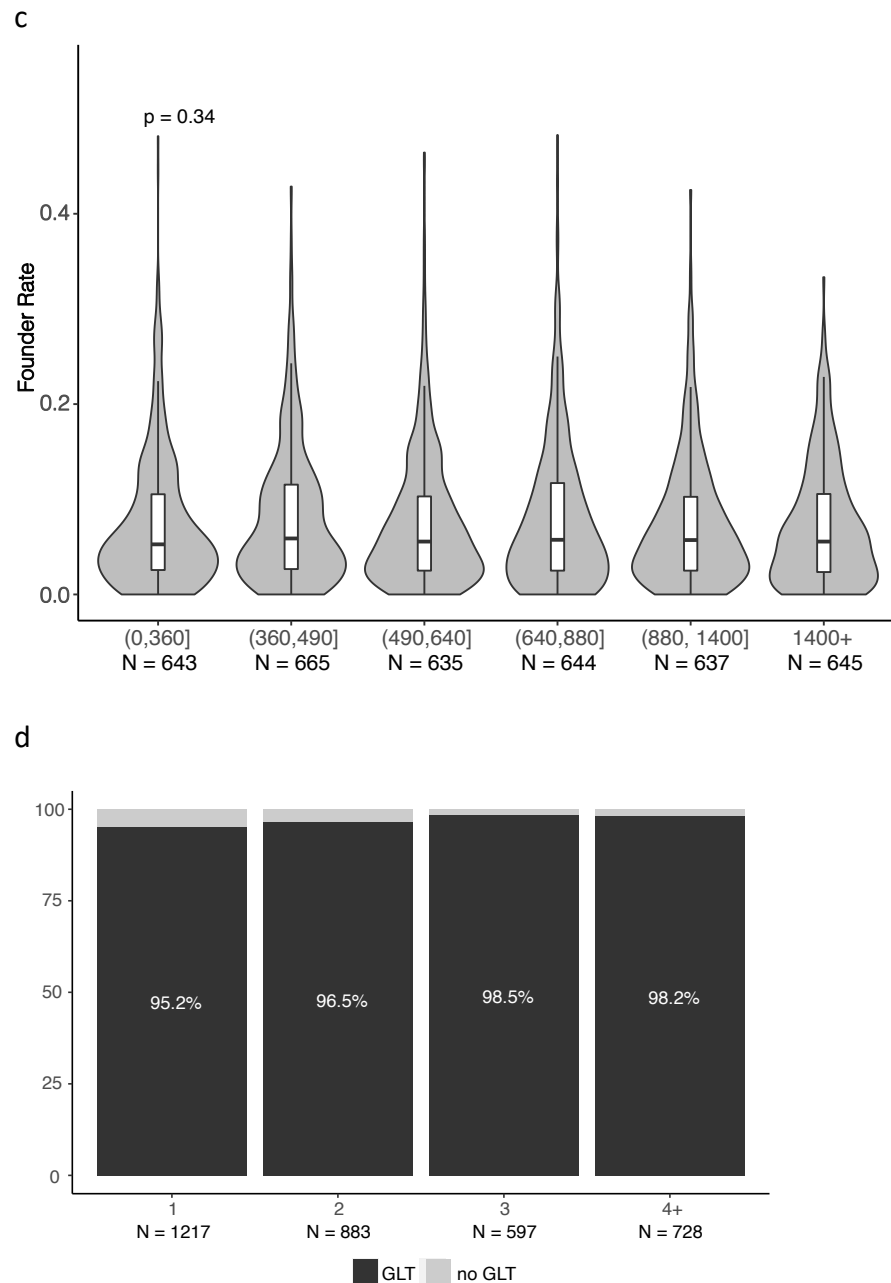 c
p = 0.34
0.4
0.2
0.0
Founder Rate
(0,360] (360,490] (490,640] (640,880] (880, 1400] 1400+
N = 643 N = 665 N = 635 N = 644 N = 637 N = 645
d
100
75
50
25
0
95.2% 96.5% 98.5% 98.2%
1 2 3 4+
N = 1217 N = 883 N = 597 N = 728
GLT no GLT